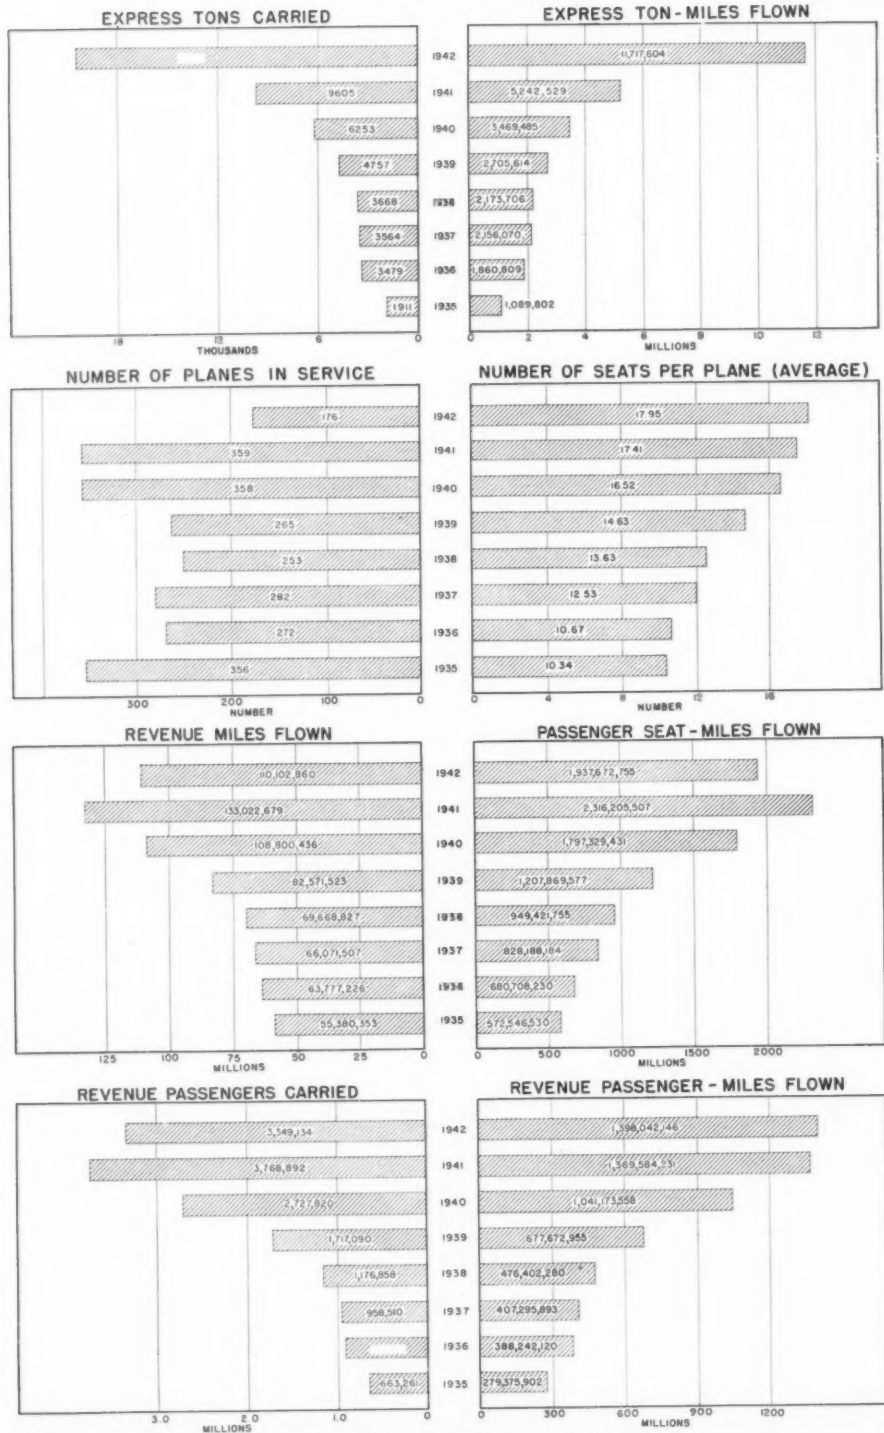 EXPRESS TONS CARRIED
EXPRESS TON-MILES FLOWN
1942 11,717,604
9605 1941 5,242,529
6253 1940 3,469,485
4757 1939 2,705,614
3668 2,173,706
3564 1937 2,156,070
3479 1936 1,860,809
1911 1935 1,089,802
18 12 6 0
THOUSANDS
0 2 4 6 8 10 12
MILLIONS
NUMBER OF PLANES IN SERVICE
NUMBER OF SEATS PER PLANE (AVERAGE)
176 1942 17.95
359 1941 17.41
358 1940 16.52
265 1939 14.63
253 1938 13.63
282 1937 12.53
272 1936 10.67
356 1935 10.34
300 200 100 0
NUMBER
0 4 8 12 16
NUMBER
REVENUE MILES FLOWN
PASSENGER SEAT-MILES FLOWN
110,102,860 1942 1,937,672,755
133,022,679 1941 2,316,205,507
108,800,436 1940 1,797,329,431
82,571,523 1939 1,207,869,577
69,668,827 1938 949,421,755
66,071,507 1937 828,188,184
63,777,226 1936 680,708,230
55,380,353 1935 572,546,530
125 100 75 50 25 0
MILLIONS
0 500 1000 1500 2000
MILLIONS
REVENUE PASSENGERS CARRIED
REVENUE PASSENGER-MILES FLOWN
3,349,134 1942 1,398,042,146
3,768,892 1941 1,369,584,231
2,727,820 1940 1,041,173,558
1,717,090 1939 677,672,955
1,176,858 1938 476,402,280
958,510 1937 407,295,893
1936 388,242,120
663,261 1935 279,375,902
3.0 2.0 1.0 0
MILLIONS
0 300 600 900 1200
MILLIONS